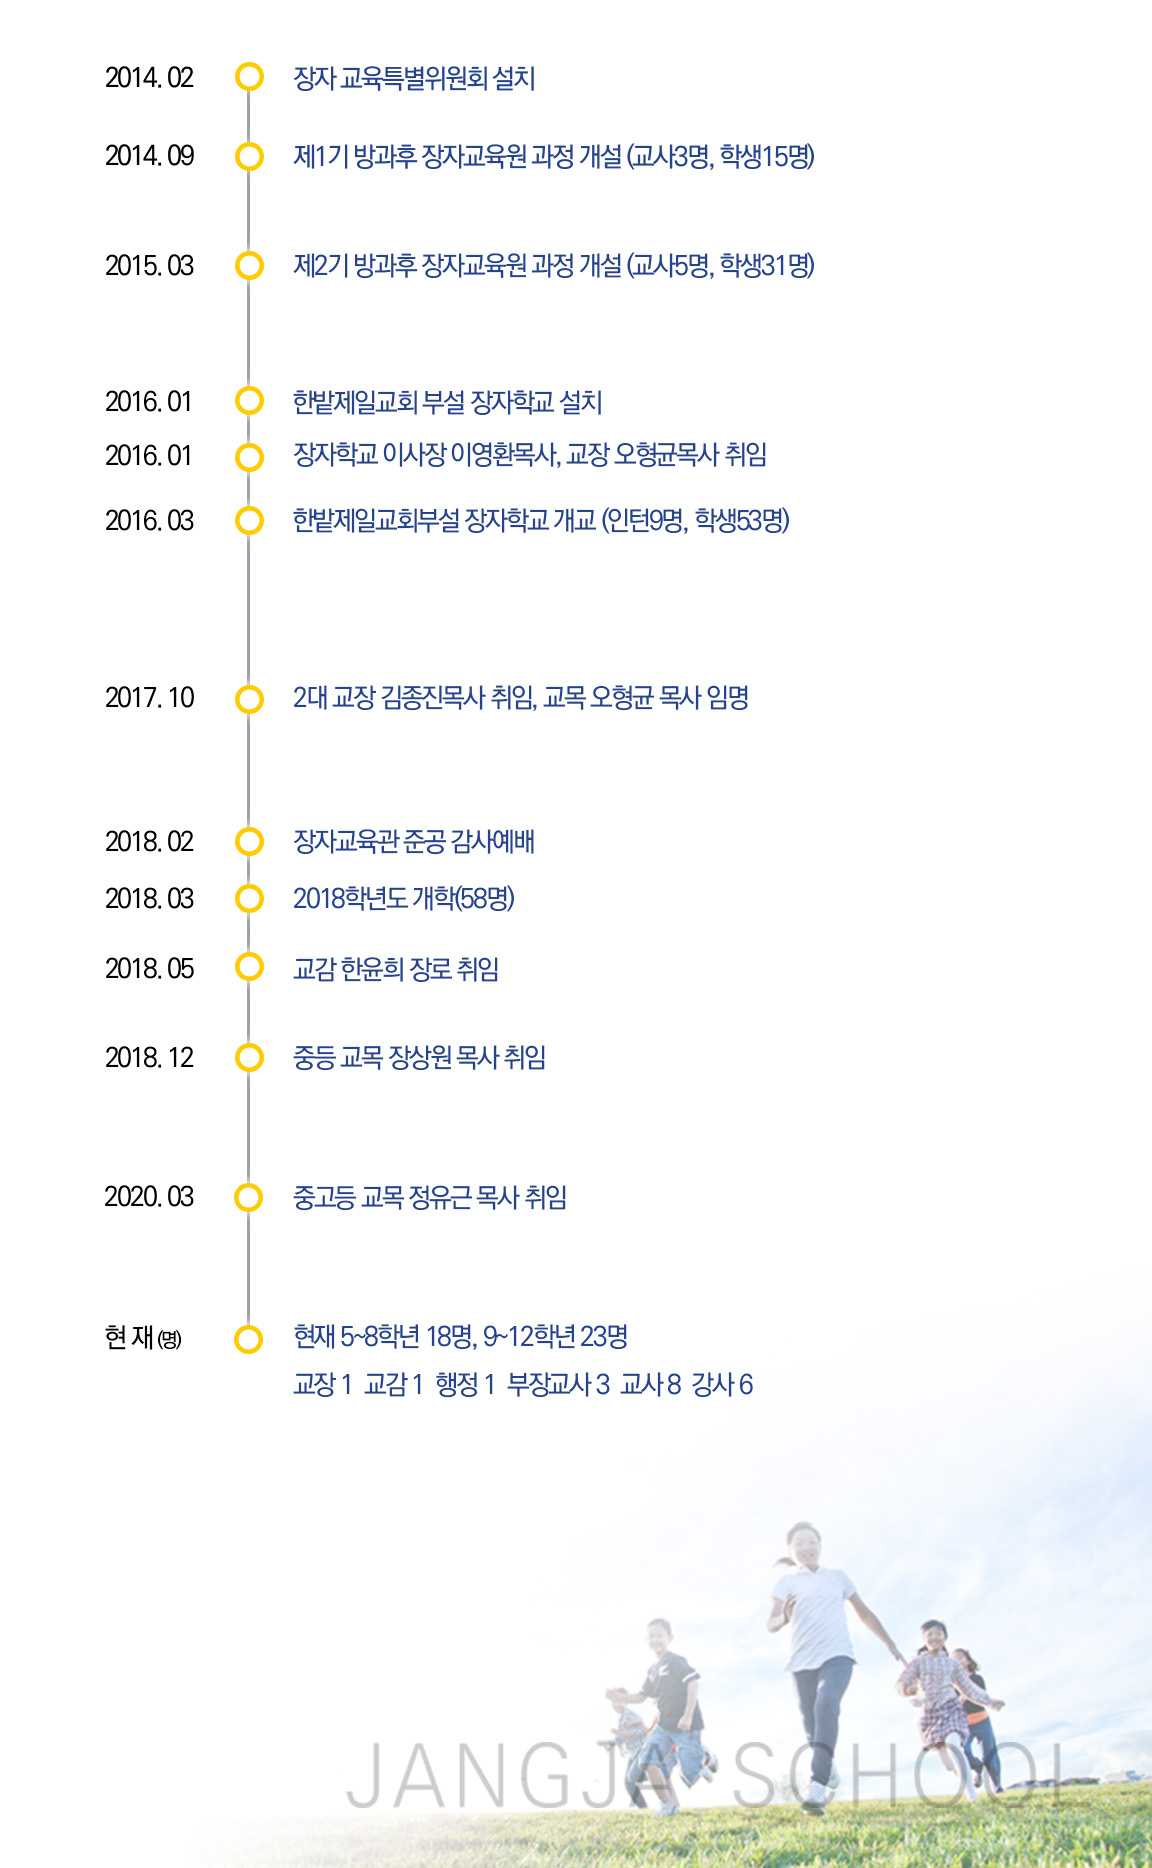 2014. 02 장자 교육특별위원회 설치
2014. 09 제1기 방과후 장자교육원 과정 개설 (교사3명, 학생15명)
2015. 03 제2기 방과후 장자교육원 과정 개설 (교사5명, 학생31명)
2016. 01 한밭제일교회 부설 장자학교 설치
2016. 01 장자학교 이사장 이영환목사, 교장 오형균목사 취임
2016. 03 한밭제일교회부설 장자학교 개교 (인턴9명, 학생53명)
2017. 10 2대 교장 김종진목사 취임, 교목 오형균 목사 임명
2018. 02 장자교육관 준공 감사예배
2018. 03 2018학년도 개학(58명)
2018. 05 교감 한윤희 장로 취임
2018. 12 중등 교목 장상원 목사 취임
2020. 03 중고등 교목 정유근 목사 취임
현 재 (명) 현재 5~8학년 18명, 9~12학년 23명
교장 1 교감 1 행정 1 부장교사 3 교사 8 강사 6
JANGJA SCHOOL